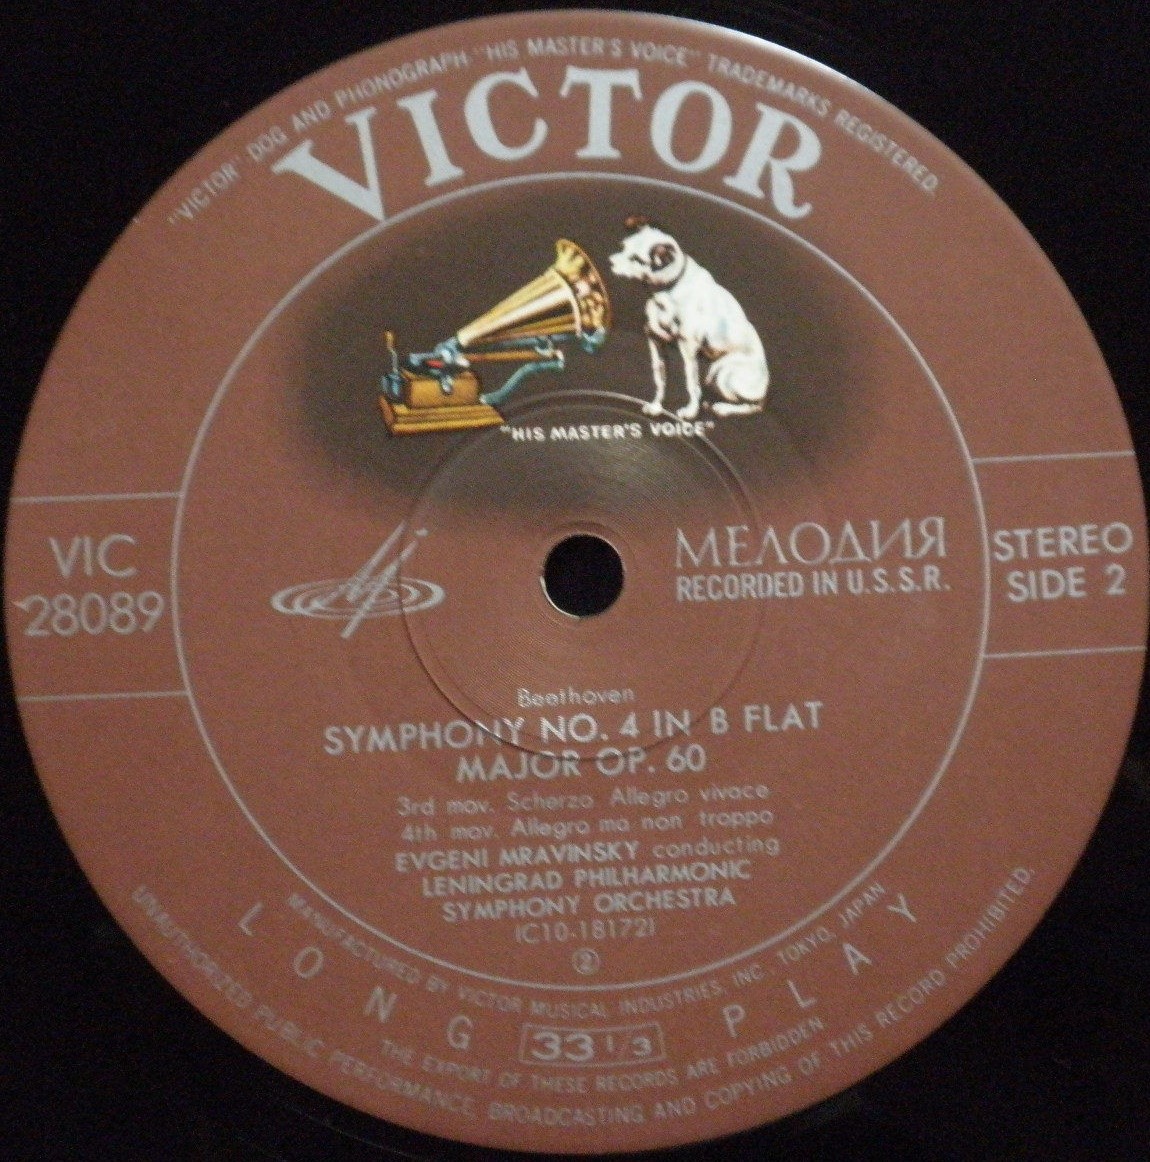 "VICTOR" DOG AND PHONOGRAPH "HIS MASTER'S VOICE" TRADEMARKS REGISTERED.
VICTOR
"HIS MASTER'S VOICE"
VIC
28089
МЕЛОДИЯ
RECORDED IN U.S.S.R.
STEREO
SIDE 2
Beethoven
SYMPHONY NO. 4 IN B FLAT
MAJOR OP. 60
3rd mov. Scherzo Allegro vivace
4th mov. Allegro ma non troppo
EVGENI MRAVINSKY conducting
LENINGRAD PHILHARMONIC
SYMPHONY ORCHESTRA
(C10-18172)
②
MANUFACTURED BY VICTOR MUSICAL INDUSTRIES, INC., TOKYO, JAPAN
LONG PLAY
33 1/3
THE EXPORT OF THESE RECORDS ARE FORBIDDEN
UNAUTHORIZED PUBLIC PERFORMANCE, BROADCASTING AND COPYING OF THIS RECORD PROHIBITED.